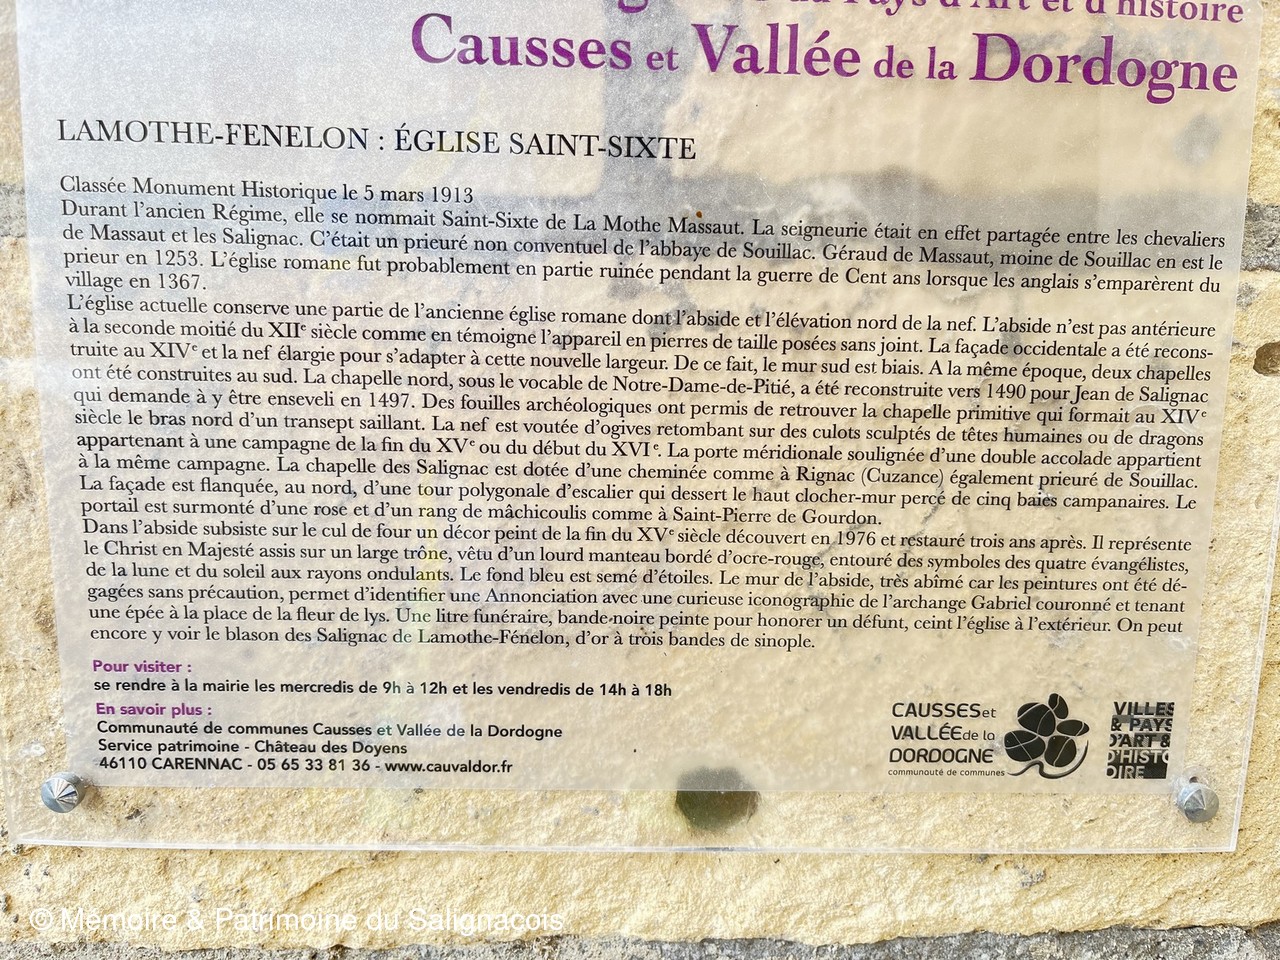 du Pays d'Art et d'histoire
Causses et Vallée de la Dordogne
LAMOTHE-FENELON : ÉGLISE SAINT-SIXTE
Classée Monument Historique le 5 mars 1913
Durant l'ancien Régime, elle se nommait Saint-Sixte de La Mothe Massaut. La seigneurie était en effet partagée entre les chevaliers
de Massaut et les Salignac. C'était un prieuré non conventuel de l'abbaye de Souillac. Géraud de Massaut, moine de Souillac en est le
prieur en 1253. L'église romane fut probablement en partie ruinée pendant la guerre de Cent ans lorsque les anglais s'emparèrent du
village en 1367.
L'église actuelle conserve une partie de l'ancienne église romane dont l'abside et l'élévation nord de la nef. L'abside n'est pas antérieure
à la seconde moitié du XIIe siècle comme en témoigne l'appareil en pierres de taille posées sans joint. La façade occidentale a été recons-
truite au XIVe et la nef élargie pour s'adapter à cette nouvelle largeur. De ce fait, le mur sud est biais. A la même époque, deux chapelles
ont été construites au sud. La chapelle nord, sous le vocable de Notre-Dame-de-Pitié, a été reconstruite vers 1490 pour Jean de Salignac
qui demande à y être enseveli en 1497. Des fouilles archéologiques ont permis de retrouver la chapelle primitive qui formait au XIVe
siècle le bras nord d'un transept saillant. La nef est voutée d'ogives retombant sur des culots sculptés de têtes humaines ou de dragons
appartenant à une campagne de la fin du XVe ou du début du XVIe. La porte méridionale soulignée d'une double accolade appartient
à la même campagne. La chapelle des Salignac est dotée d'une cheminée comme à Rignac (Cuzance) également prieuré de Souillac.
La façade est flanquée, au nord, d'une tour polygonale d'escalier qui dessert le haut clocher-mur percé de cinq baies campanaires. Le
portail est surmonté d'une rose et d'un rang de mâchicoulis comme à Saint-Pierre de Gourdon.
Dans l'abside subsiste sur le cul de four un décor peint de la fin du XVe siècle découvert en 1976 et restauré trois ans après. Il représente
le Christ en Majesté assis sur un large trône, vêtu d'un lourd manteau bordé d'ocre-rouge, entouré des symboles des quatre évangélistes,
de la lune et du soleil aux rayons ondulants. Le fond bleu est semé d'étoiles. Le mur de l'abside, très abîmé car les peintures ont été dé-
gagées sans précaution, permet d'identifier une Annonciation avec une curieuse iconographie de l'archange Gabriel couronné et tenant
une épée à la place de la fleur de lys. Une litre funéraire, bande noire peinte pour honorer un défunt, ceint l'église à l'extérieur. On peut
encore y voir le blason des Salignac de Lamothe-Fénelon, d'or à trois bandes de sinople.
Pour visiter :
se rendre à la mairie les mercredis de 9h à 12h et les vendredis de 14h à 18h
En savoir plus :
Communauté de communes Causses et Vallée de la Dordogne
Service patrimoine - Château des Doyens
46110 CARENNAC - 05 65 33 81 36 - www.cauvaldor.fr
CAUSSES et
VALLÉE de la
DORDOGNE
communauté de communes
VILLES
& PAYS
D'ART &
D'HISTO
OIRE
© Mémoire & Patrimoine du Salignacois